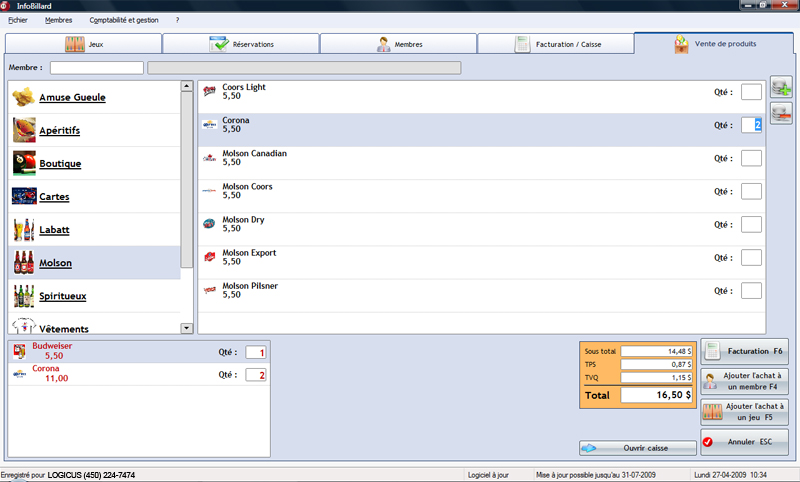 InfoBillard
Fichier Membres Comptabilité et gestion ?
Jeux Réservations Membres Facturation / Caisse Vente de produits
Membre :
Amuse Gueule
Apéritifs
Boutique
Cartes
Labatt
Molson
Spiritueux
Vêtements
Coors Light
5,50 Qté :
Corona
5,50 Qté : 2
Molson Canadian
5,50 Qté :
Molson Coors
5,50 Qté :
Molson Dry
5,50 Qté :
Molson Export
5,50 Qté :
Molson Pilsner
5,50 Qté :
Budweiser
5,50 Qté : 1
Corona
11,00 Qté : 2
Sous total 14,48 $
TPS 0,87 $
TVQ 1,15 $
Total 16,50 $
Ouvrir caisse
Facturation F6
Ajouter l'achat à
un membre F4
Ajouter l'achat à
un jeu F5
Annuler ESC
Enregistré pour LOGICUS (450) 224-7474 Logiciel à jour Mise à jour possible jusqu'au 31-07-2009 Lundi 27-04-2009 10:34